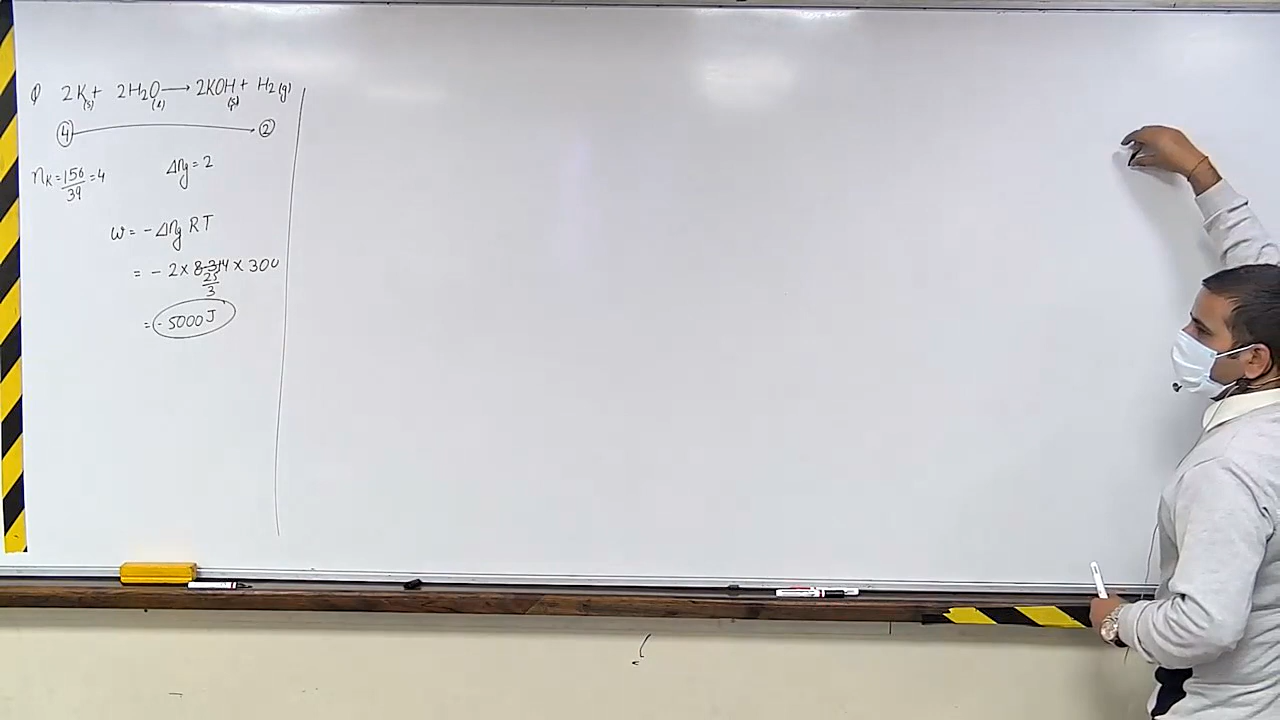 Q 2K(s) + 2H2O(l) → 2KOH(s) + H2(g)
④ → ②
nK = 156/39 = 4
Δng = 2
w = -Δng RT
= - 2 × 8.314 × 300
25/3
= -5000 J